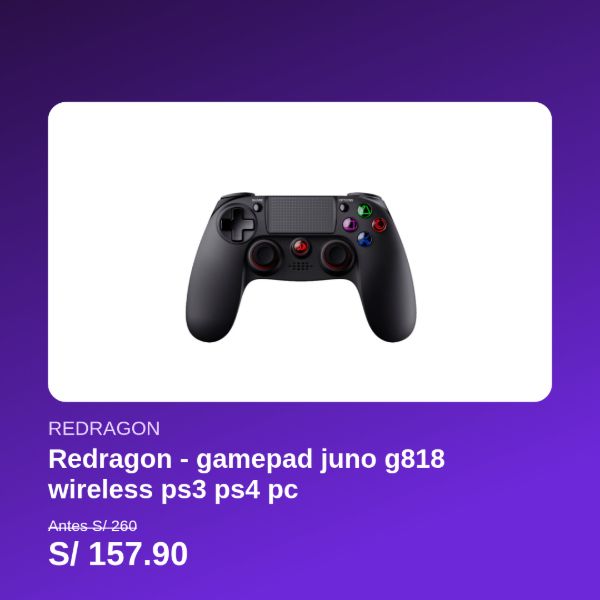 REDRAGON
Redragon - gamepad juno g818
wireless ps3 ps4 pc
Antes S/ 260
S/ 157.90